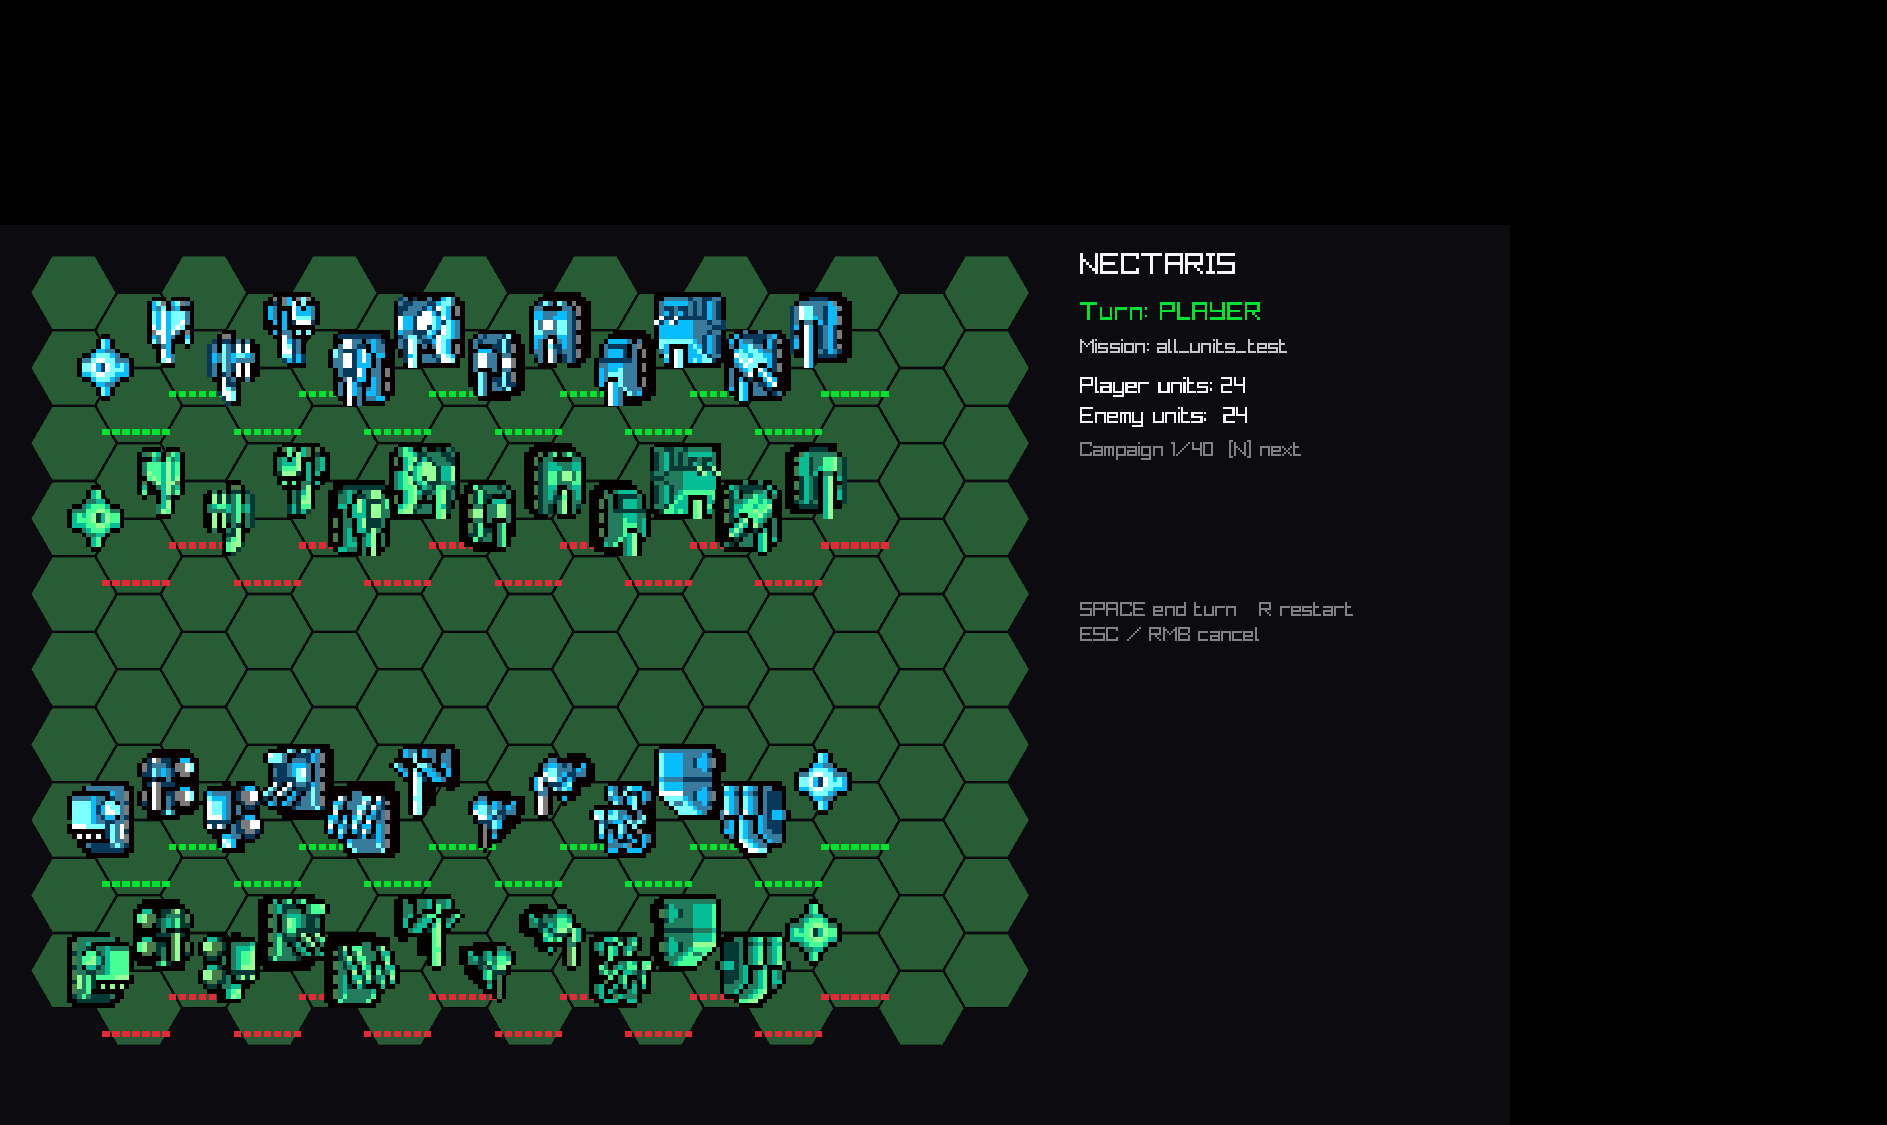 NECTARIS
Turn: PLAYER
Mission: all_units_test
Player units: 24
Enemy units: 24
Campaign 1/40 [N] next
SPACE end turn R restart
ESC / RMB cancel